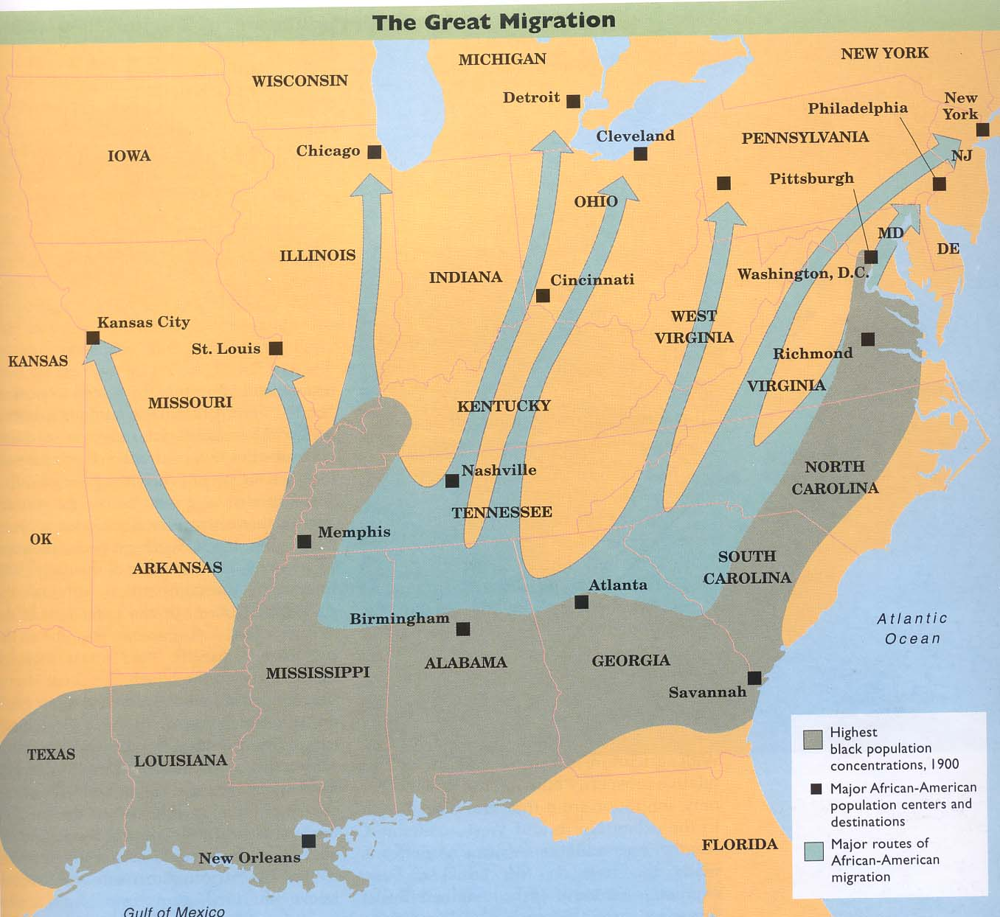 The Great Migration
MICHIGAN
NEW YORK
WISCONSIN
Detroit
Philadelphia
New
York
Cleveland
PENNSYLVANIA
Chicago
IOWA
NJ
Pittsburgh
OHIO
MD
DE
ILLINOIS
INDIANA
Cincinnati
Washington, D.C.
Kansas City
WEST
VIRGINIA
St. Louis
KANSAS
Richmond
VIRGINIA
MISSOURI
KENTUCKY
Nashville
NORTH
CAROLINA
TENNESSEE
Memphis
OK
ARKANSAS
SOUTH
CAROLINA
Atlanta
Birmingham
Atlantic
Ocean
ALABAMA
GEORGIA
MISSISSIPPI
Savannah
TEXAS
LOUISIANA
Highest
black population
concentrations, 1900
Major African-American
population centers and
destinations
Major routes of
African-American
migration
FLORIDA
New Orleans
Gulf of Mexico